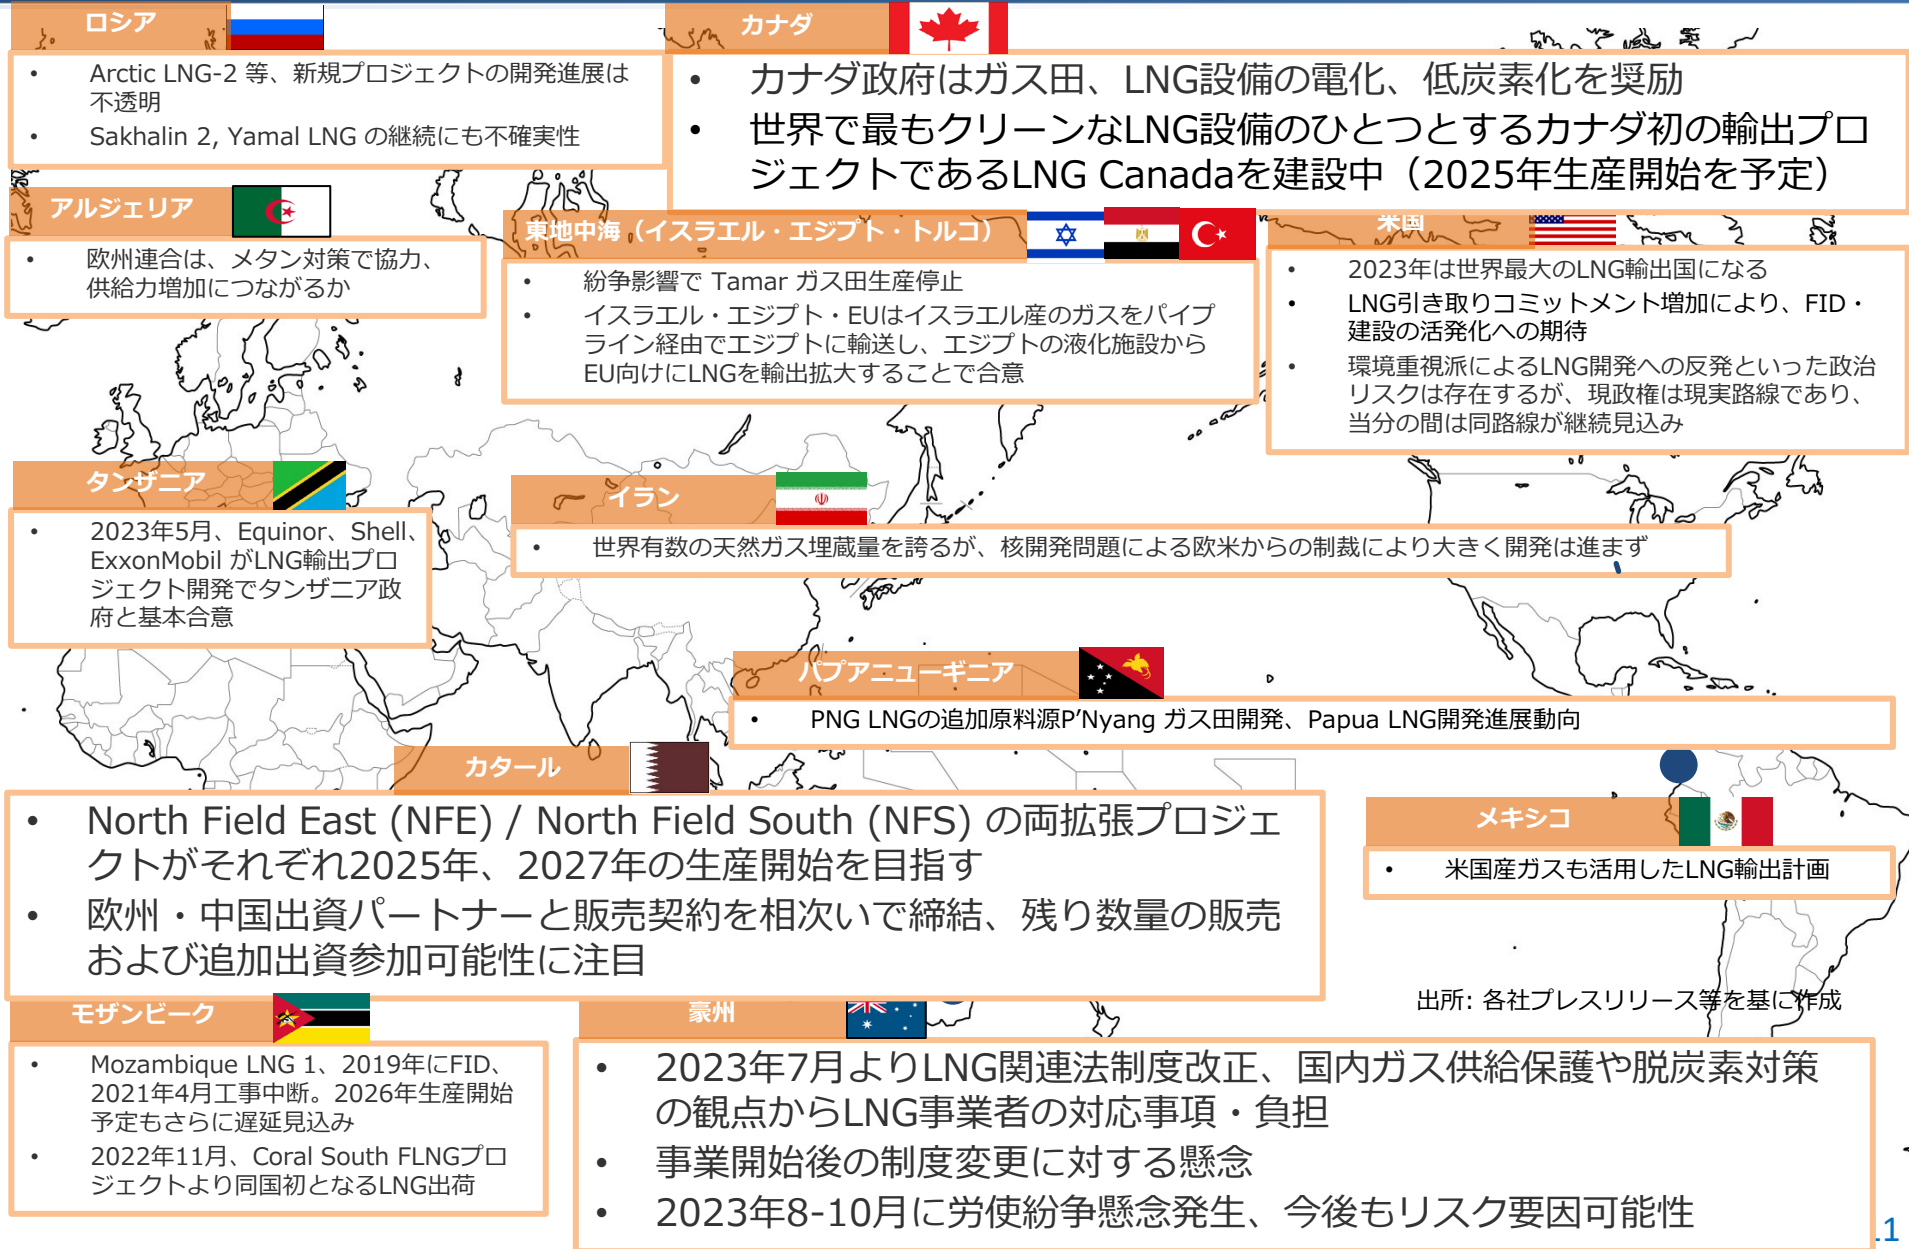 ロシア
• Arctic LNG-2 等、新規プロジェクトの開発進展は
不透明
• Sakhalin 2, Yamal LNG の継続にも不確実性
カナダ
• カナダ政府はガス田、LNG設備の電化、低炭素化を奨励
• 世界で最もクリーンなLNG設備のひとつとするカナダ初の輸出プロ
ジェクトであるLNG Canadaを建設中（2025年生産開始を予定）
アルジェリア
• 欧州連合は、メタン対策で協力、
供給力増加につながるか
東地中海（イスラエル・エジプト・トルコ）
• 紛争影響で Tamar ガス田生産停止
• イスラエル・エジプト・EUはイスラエル産のガスをパイプ
ライン経由でエジプトに輸送し、エジプトの液化施設から
EU向けにLNGを輸出拡大することで合意
米国
• 2023年は世界最大のLNG輸出国になる
• LNG引き取りコミットメント増加により、FID・
建設の活発化への期待
• 環境重視派によるLNG開発への反発といった政治
リスクは存在するが、現政権は現実路線であり、
当分の間は同路線が継続見込み
タンザニア
• 2023年5月、Equinor、Shell、
ExxonMobil がLNG輸出プロ
ジェクト開発でタンザニア政
府と基本合意
イラン
• 世界有数の天然ガス埋蔵量を誇るが、核開発問題による欧米からの制裁により大きく開発は進まず
パプアニューギニア
• PNG LNGの追加原料源P’Nyang ガス田開発、Papua LNG開発進展動向
カタール
• North Field East (NFE) / North Field South (NFS) の両拡張プロジェ
クトがそれぞれ2025年、2027年の生産開始を目指す
• 欧州・中国出資パートナーと販売契約を相次いで締結、残り数量の販売
および追加出資参加可能性に注目
メキシコ
• 米国産ガスも活用したLNG輸出計画
出所: 各社プレスリリース等を基に作成
モザンビーク
• Mozambique LNG 1、2019年にFID、
2021年4月工事中断。2026年生産開始
予定もさらに遅延見込み
• 2022年11月、Coral South FLNGプロ
ジェクトより同国初となるLNG出荷
豪州
• 2023年7月よりLNG関連法制度改正、国内ガス供給保護や脱炭素対策
の観点からLNG事業者の対応事項・負担
• 事業開始後の制度変更に対する懸念
• 2023年8-10月に労使紛争懸念発生、今後もリスク要因可能性
11